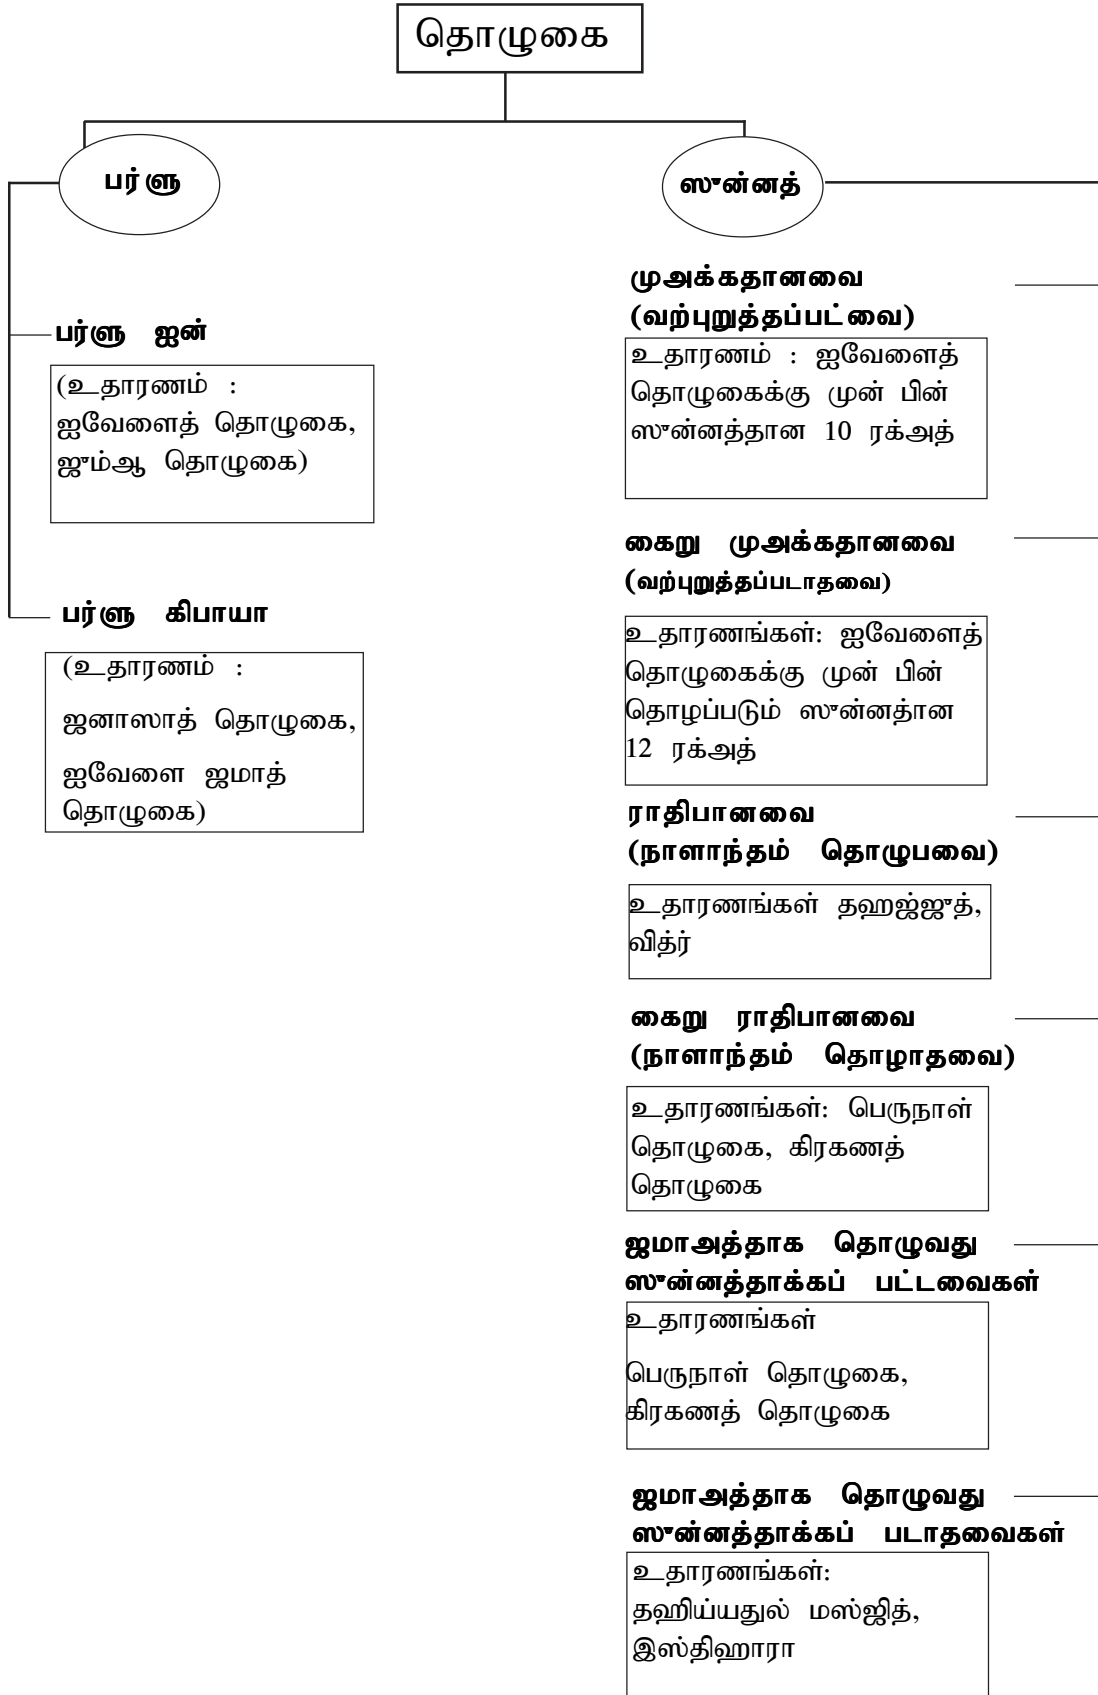 தொழுகை
பர்ளு
ஸுன்னத்
பர்ளு ஐன்
(உதாரணம் :
ஐவேளைத் தொழுகை,
ஜும்ஆ தொழுகை)
பர்ளு கிபாயா
(உதாரணம் :
ஜனாஸாத் தொழுகை,
ஐவேளை ஜமாத்
தொழுகை)
முஅக்கதானவை
(வற்புறுத்தப்பட்வை)
உதாரணம் : ஐவேளைத்
தொழுகைக்கு முன் பின்
ஸுன்னத்தான 10 ரக்அத்
கைறு முஅக்கதானவை
(வற்புறுத்தப்படாதவை)
உதாரணங்கள்: ஐவேளைத்
தொழுகைக்கு முன் பின்
தொழப்படும் ஸுன்னத்ான
12 ரக்அத்
ராதிபானவை
(நாளாந்தம் தொழுபவை)
உதாரணங்கள் தஹஜ்ஜுத்,
வித்ர்
கைறு ராதிபானவை
(நாளாந்தம் தொழாதவை)
உதாரணங்கள்: பெருநாள்
தொழுகை, கிரகணத்
தொழுகை
ஜமாஅத்தாக தொழுவது
ஸுன்னத்தாக்கப் பட்டவைகள்
உதாரணங்கள்
பெருநாள் தொழுகை,
கிரகணத் தொழுகை
ஜமாஅத்தாக தொழுவது
ஸுன்னத்தாக்கப் படாதவைகள்
உதாரணங்கள்:
தஹிய்யதுல் மஸ்ஜித்,
இஸ்திஹாரா